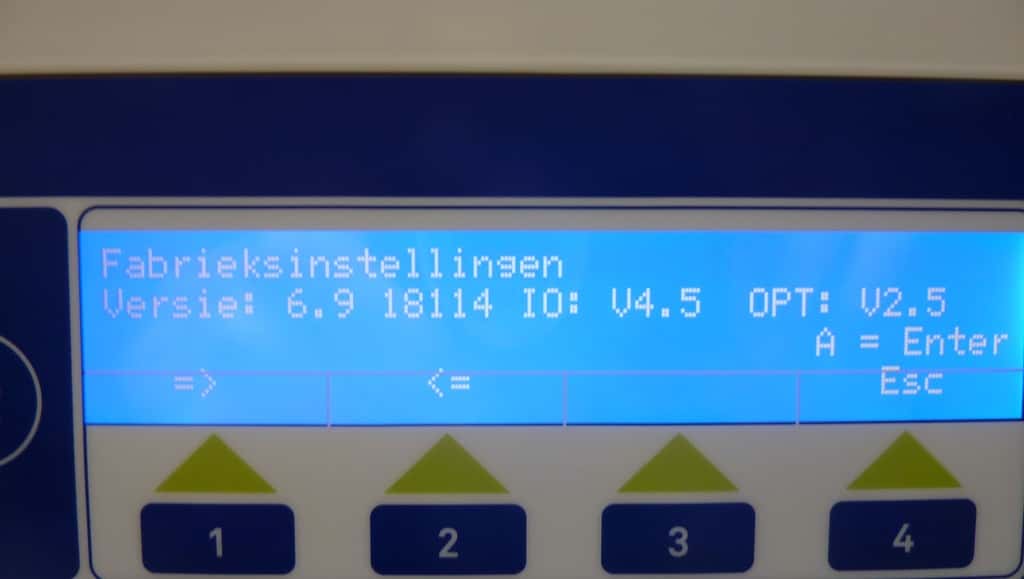 Fabrieksinstellingen
Versie: 6.9 18114 IO: V4.5 OPT: V2.5
A = Enter
=> <= Esc
1 2 3 4